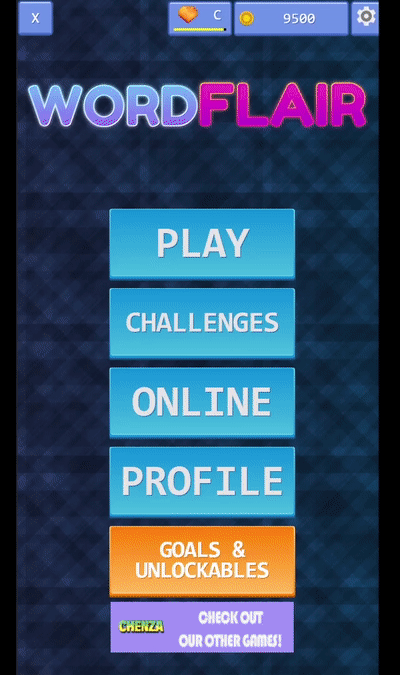 X
C
9500
WORDFLAIR
PLAY
CHALLENGES
ONLINE
PROFILE
GOALS &
UNLOCKABLES
CHENZA
CHECK OUT
OUR OTHER GAMES!